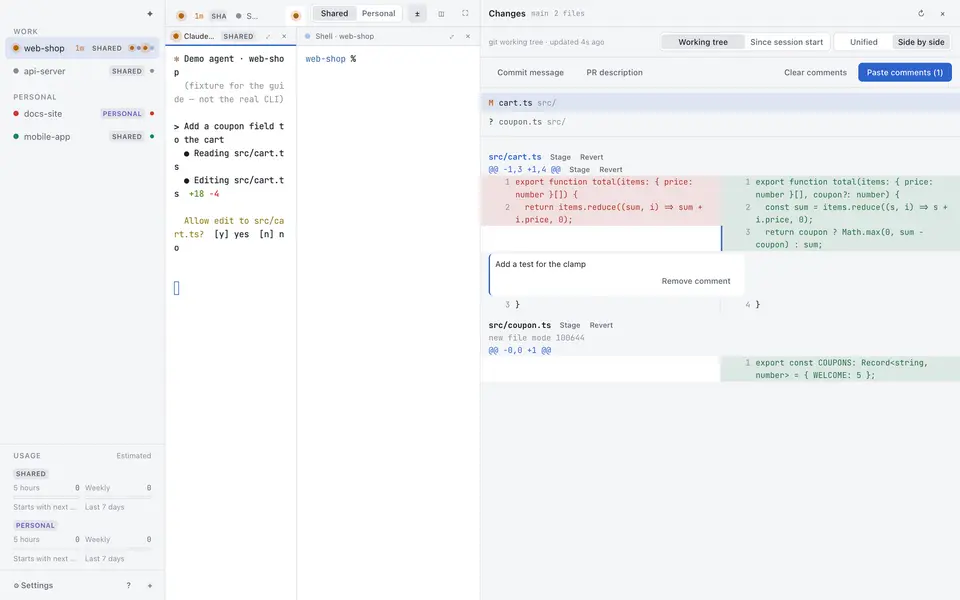 WORK
web-shop 1m SHARED
api-server SHARED
PERSONAL
docs-site PERSONAL
mobile-app SHARED
USAGE Estimated
SHARED
5 hours 0 Weekly 0
Starts with next ... Last 7 days
PERSONAL
5 hours 0 Weekly 0
Starts with next ... Last 7 days
Settings ? +
1m SHA S...
Shared Personal
Claude... SHARED
* Demo agent · web-sho
p
(fixture for the gui
de — not the real CLI)
> Add a coupon field t
o the cart
● Reading src/cart.t
s
● Editing src/cart.t
s +18 -4
Allow edit to src/ca
rt.ts? [y] yes [n] n
o
Shell · web-shop
web-shop %
Changes main 2 files
git working tree · updated 4s ago
Working tree Since session start Unified Side by side
Commit message PR description Clear comments Paste comments (1)
M cart.ts src/
? coupon.ts src/
src/cart.ts Stage Revert
@@ -1,3 +1,4 @@ Stage Revert
1 export function total(items: { price:
number }[]) {
2 return items.reduce((sum, i) => sum +
i.price, 0);
1 export function total(items: { price:
number }[], coupon?: number) {
2 const sum = items.reduce((s, i) => s +
i.price, 0);
3 return coupon ? Math.max(0, sum -
coupon) : sum;
Add a test for the clamp
Remove comment
3 }
4 }
src/coupon.ts Stage Revert
new file mode 100644
@@ -0,0 +1 @@
1 export const COUPONS: Record<string,
number> = { WELCOME: 5 };